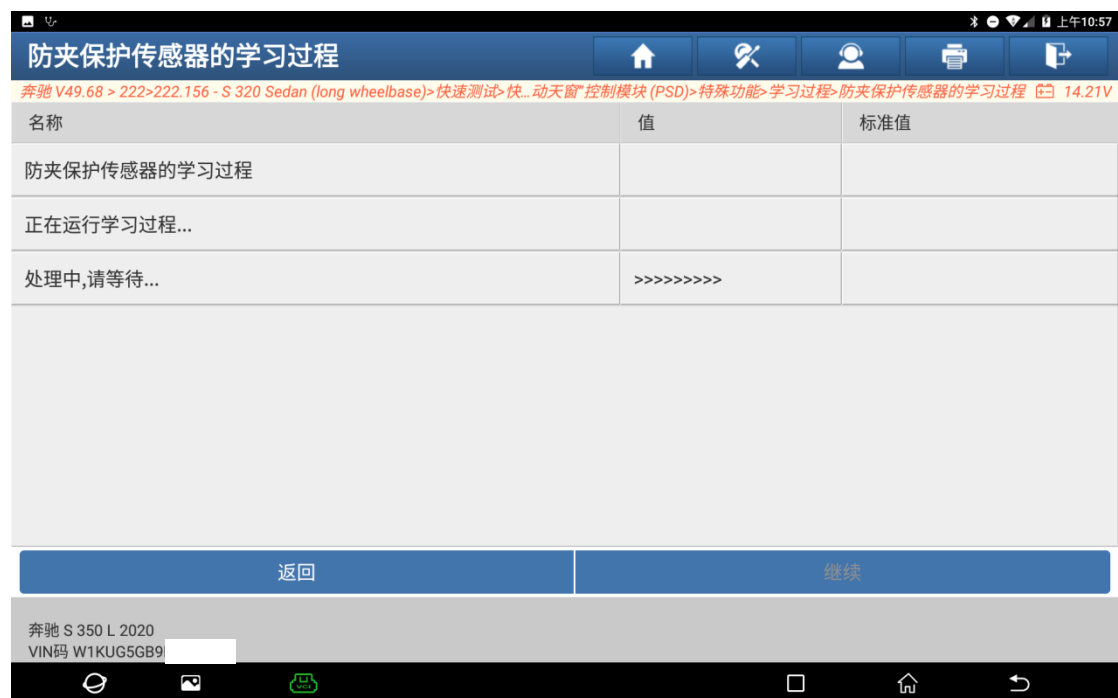 上午10:57
防夹保护传感器的学习过程
奔驰 V49.68 > 222>222.156 - S 320 Sedan (long wheelbase)>快速测试>快...动天窗"控制模块 (PSD)>特殊功能>学习过程>防夹保护传感器的学习过程 14.21V
名称 值 标准值
防夹保护传感器的学习过程
正在运行学习过程...
处理中,请等待... >>>>>>>>>
返回 继续
奔驰 S 350 L 2020
VIN码 W1KUG5GB9
VCI